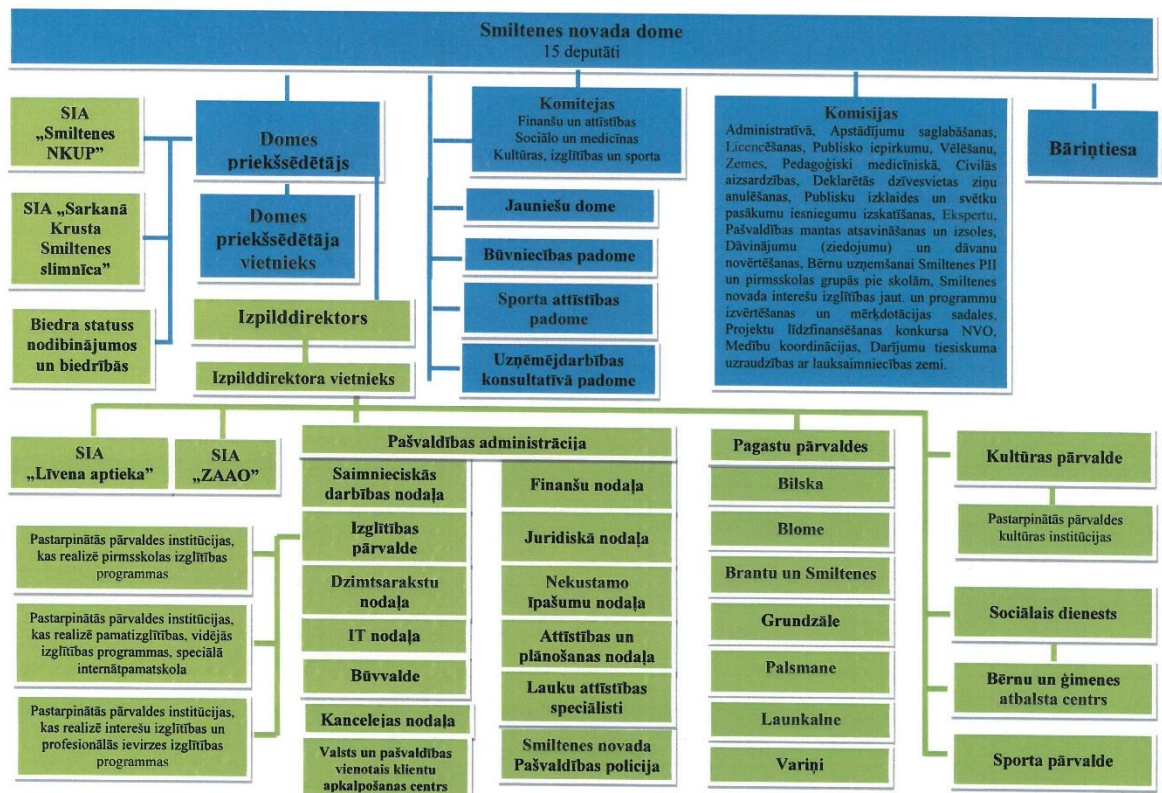 Smiltenes novada dome
15 deputāti
SIA
„Smiltenes
NKUP”
SIA „Sarkanā
Krusta
Smiltenes
slimnīca”
Biedra statuss
nodibinājumos
un biedrībās
Domes
priekšsēdētājs
Domes
priekšsēdētāja
vietnieks
Izpilddirektors
Izpilddirektora vietnieks
Komitejas
Finanšu un attīstības
Sociālo un medicīnas
Kultūras, izglītības un sporta
Jauniešu dome
Būvniecības padome
Sporta attīstības
padome
Uzņēmējdarbības
konsultatīvā padome
Komisijas
Administratīvā, Apstādījumu saglabāšanas,
Licencēšanas, Publisko iepirkumu, Vēlēšanu,
Zemes, Pedagoģiski medicīniskā, Civilās
aizsardzības, Deklarētās dzīvesvietas ziņu
anulēšanas, Publisku izklaides un svētku
pasākumu iesniegumu izskatīšanas, Ekspertu,
Pašvaldības mantas atsavināšanas un izsoles,
Dāvinājumu (ziedojumu) un dāvanu
novērtēšanas, Bērnu uzņemšanai Smiltenes PII
un pirmsskolas grupās pie skolām, Smiltenes
novada interešu izglītības jaut. un programmu
izvērtēšanas un mērķdotācijas sadales,
Projektu līdzfinansēšanas konkursa NVO,
Medību koordinācijas, Darījumu tiesiskuma
uzraudzības ar lauksaimniecības zemi.
Bāriņtiesa
SIA
„Līvena aptieka”
SIA
„ZAAO”
Pastarpinātās pārvaldes institūcijas,
kas realizē pirmsskolas izglītības
programmas
Pastarpinātās pārvaldes institūcijas,
kas realizē pamatizglītības, vidējās
izglītības programmas, speciālā
internātpamatskola
Pastarpinātās pārvaldes institūcijas,
kas realizē interešu izglītības un
profesionālās ievirzes izglītības
programmas
Pašvaldības administrācija
Saimnieciskās
darbības nodaļa
Izglītības
pārvalde
Dzimtsarakstu
nodaļa
IT nodaļa
Būvvalde
Kancelejas nodaļa
Valsts un pašvaldības
vienotais klientu
apkalpošanas centrs
Finanšu nodaļa
Juridiskā nodaļa
Nekustamo
īpašumu nodaļa
Attīstības un
plānošanas nodaļa
Lauku attīstības
speciālisti
Smiltenes novada
Pašvaldības policija
Pagastu pārvaldes
Bilska
Blome
Brantu un Smiltenes
Grundzāle
Palsmane
Launkalne
Variņi
Kultūras pārvalde
Pastarpinātās pārvaldes
kultūras institūcijas
Sociālais dienests
Bērnu un ģimenes
atbalsta centrs
Sporta pārvalde